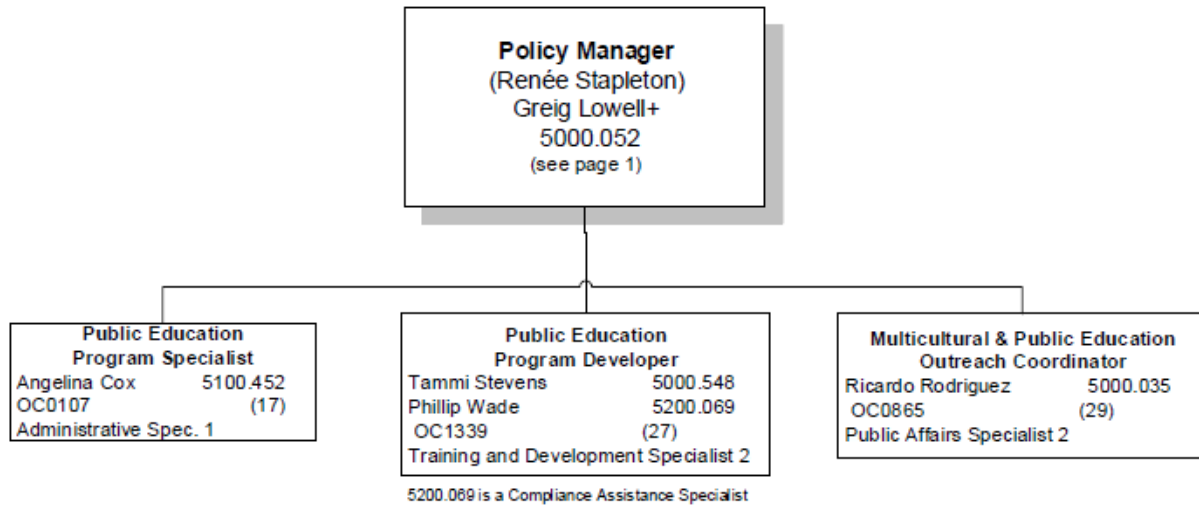 Policy Manager
(Renée Stapleton)
Greig Lowell+
5000.052
(see page 1)
Public Education
Program Specialist
Angelina Cox 5100.452
OC0107 (17)
Administrative Spec. 1
Public Education
Program Developer
Tammi Stevens 5000.548
Phillip Wade 5200.069
OC1339 (27)
Training and Development Specialist 2
5200.069 is a Compliance Assistance Specialist
Multicultural & Public Education
Outreach Coordinator
Ricardo Rodriguez 5000.035
OC0865 (29)
Public Affairs Specialist 2